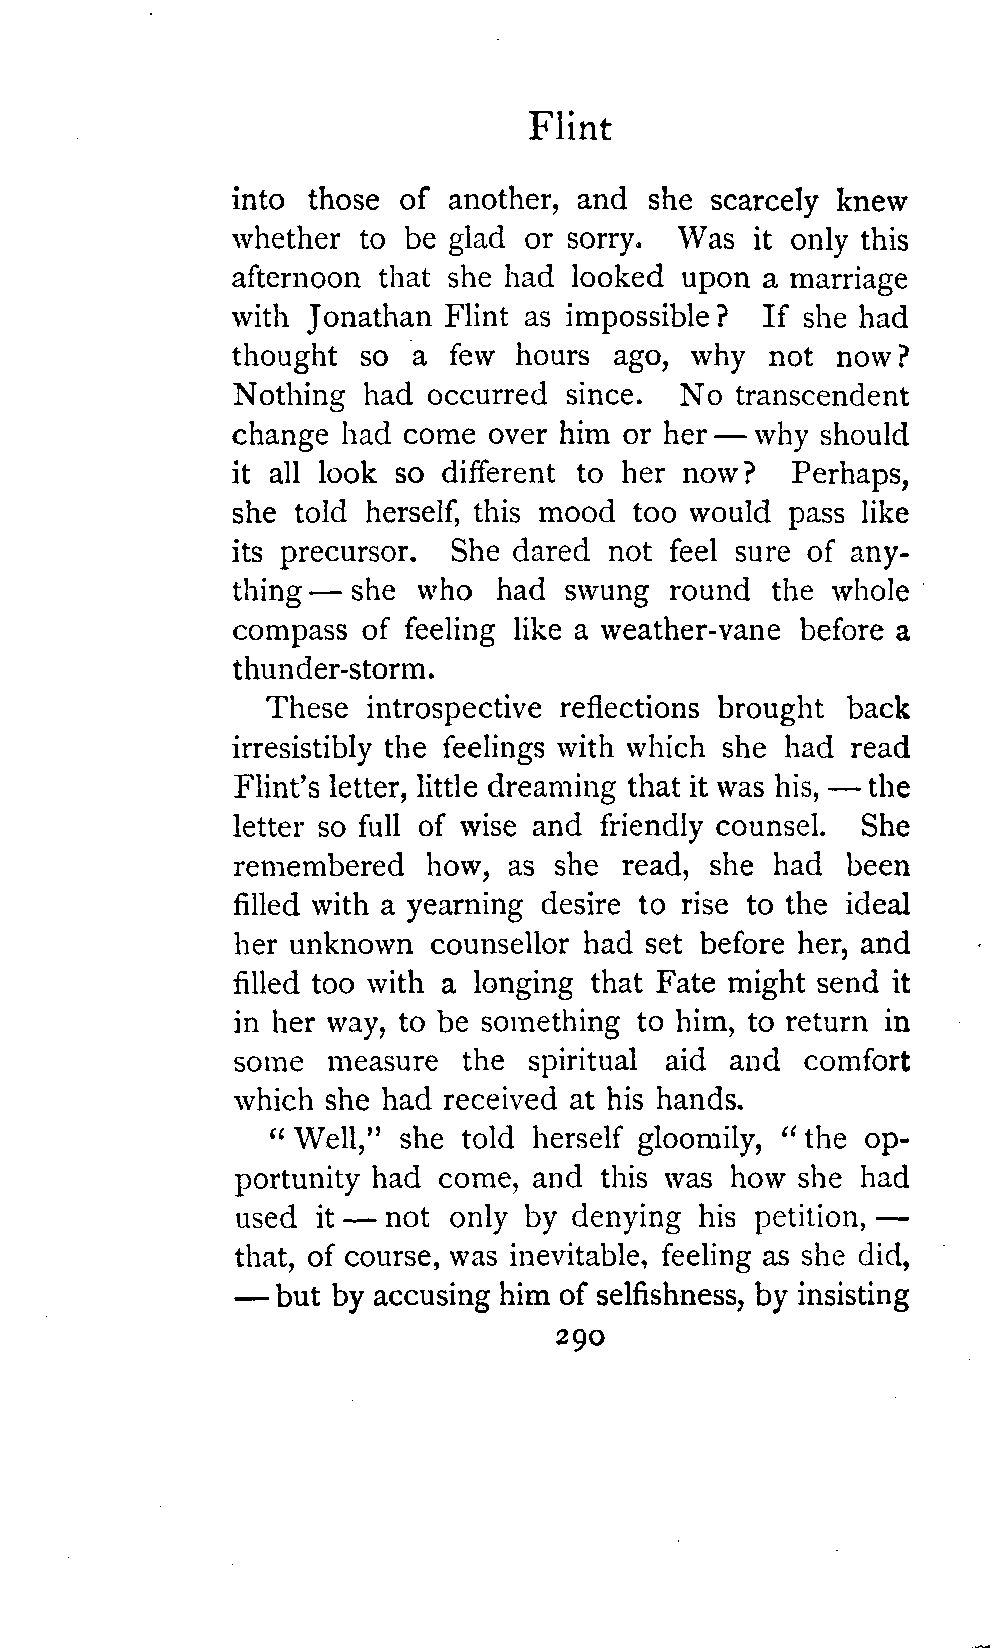 Flint
into those of another, and she scarcely knew
whether to be glad or sorry. Was it only this
afternoon that she had looked upon a marriage
with Jonathan Flint as impossible? If she had
thought so a few hours ago, why not now?
Nothing had occurred since. No transcendent
change had come over him or her — why should
it all look so different to her now? Perhaps,
she told herself, this mood too would pass like
its precursor. She dared not feel sure of any-
thing — she who had swung round the whole
compass of feeling like a weather-vane before a
thunder-storm.
These introspective reflections brought back
irresistibly the feelings with which she had read
Flint's letter, little dreaming that it was his, — the
letter so full of wise and friendly counsel. She
remembered how, as she read, she had been
filled with a yearning desire to rise to the ideal
her unknown counsellor had set before her, and
filled too with a longing that Fate might send it
in her way, to be something to him, to return in
some measure the spiritual aid and comfort
which she had received at his hands.
"Well," she told herself gloomily, "the op-
portunity had come, and this was how she had
used it — not only by denying his petition, —
that, of course, was inevitable, feeling as she did,
— but by accusing him of selfishness, by insisting
290